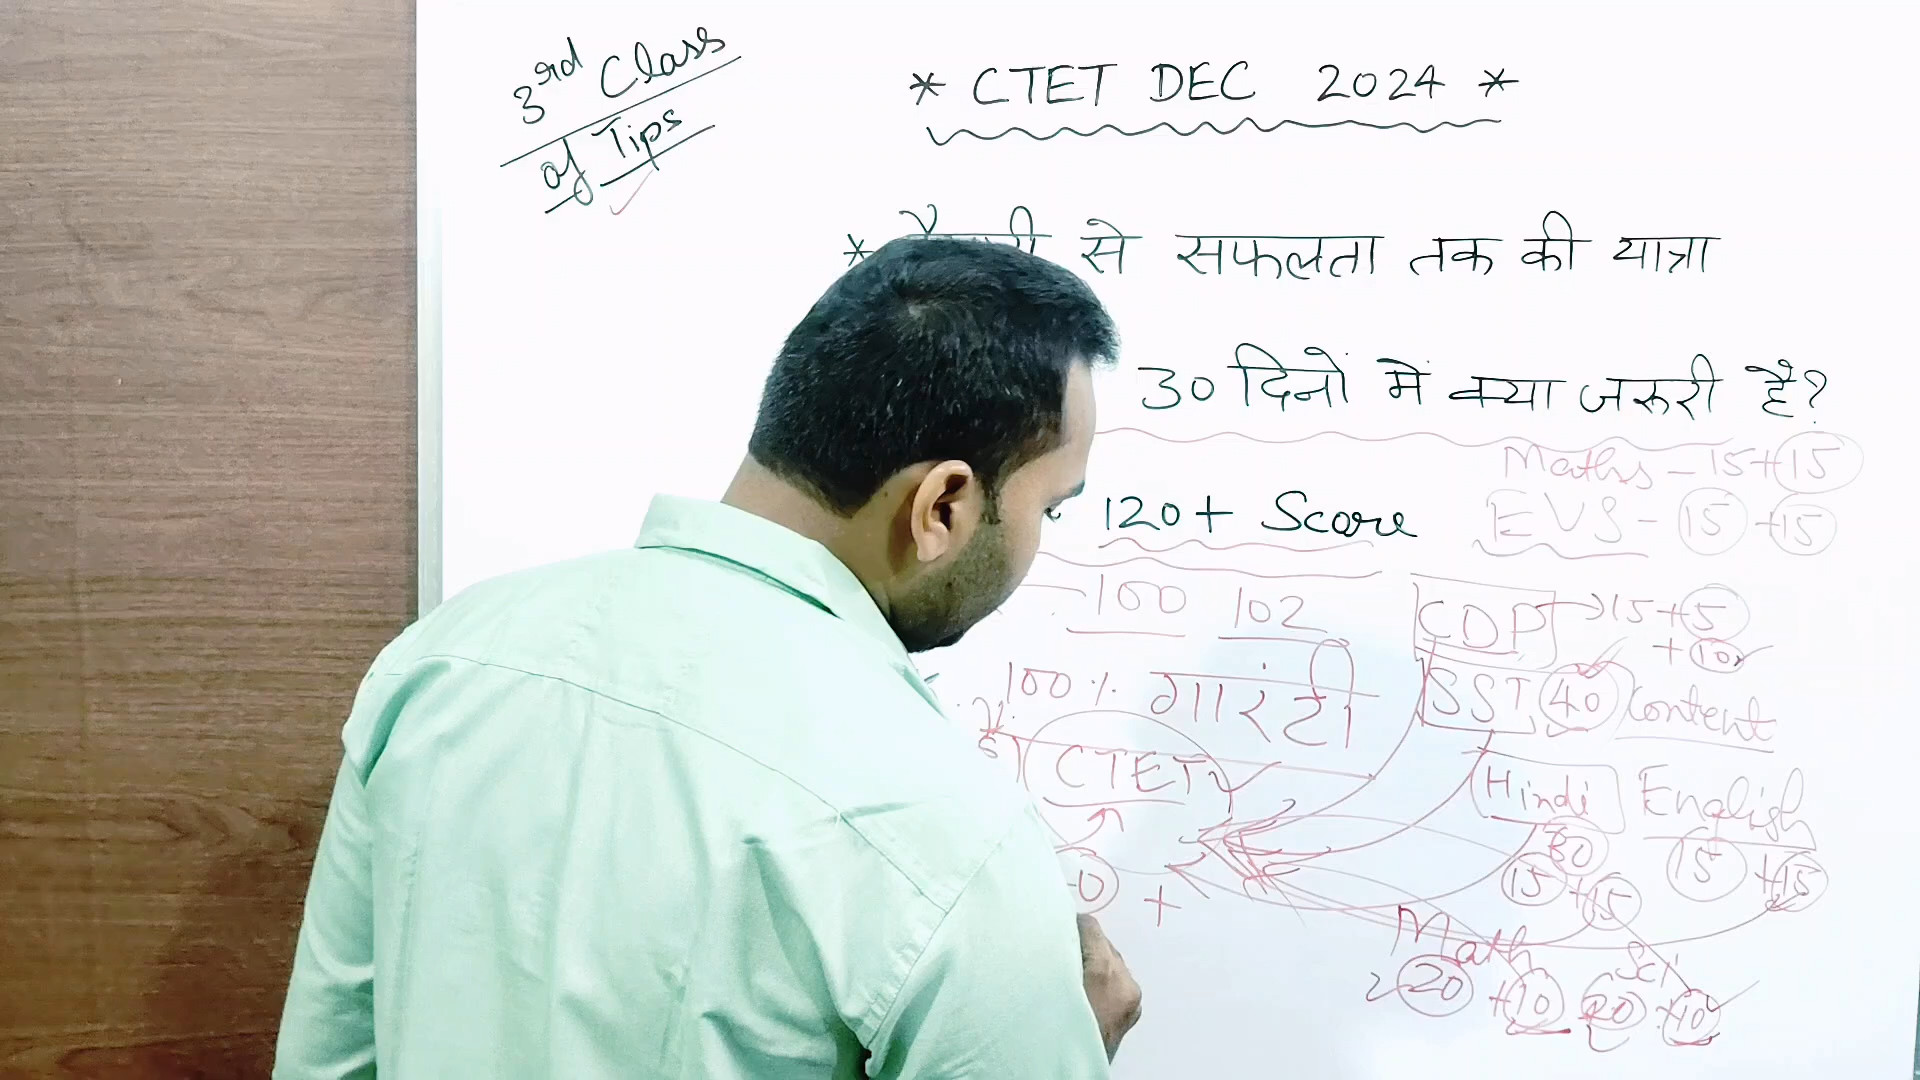 3rd Class
of Tips
* CTET DEC 2024 *
* से सफलता तक की यात्रा
30 दिनों में क्या जरूरी है?
Maths - 15+15
120+ Score
EVS - 15+15
100 102
CDP → 15+5
+10
100% गारंटी
SST 40 Content
CTET
Hindi English
30
15+15 15+15
+
Math Sci
20+10 20+10